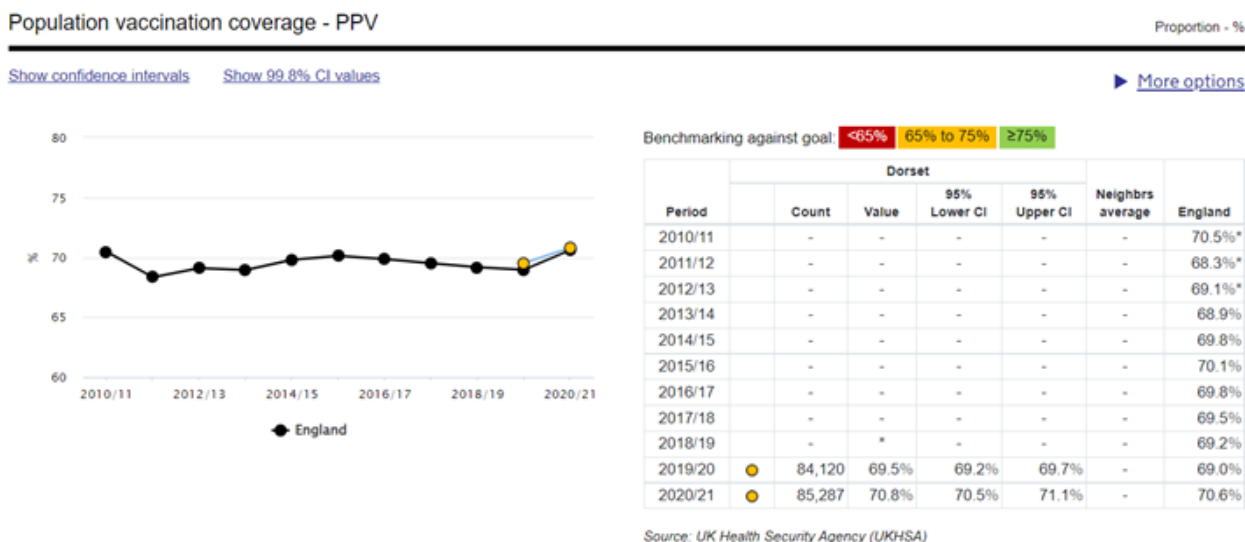 Population vaccination coverage - PPV
Proportion - %
Show confidence intervals Show 99.8% CI values
▶ More options
80
75
70
65
60
%
2010/11 2012/13 2014/15 2016/17 2018/19 2020/21
England
Benchmarking against goal: <65% 65% to 75% ≥75%
Dorset
Period Count Value 95% Lower CI 95% Upper CI Neighbrs average England
2010/11 - - - - - 70.5%*
2011/12 - - - - - 68.3%*
2012/13 - - - - - 69.1%*
2013/14 - - - - - 68.9%
2014/15 - - - - - 69.8%
2015/16 - - - - - 70.1%
2016/17 - - - - - 69.8%
2017/18 - - - - - 69.5%
2018/19 - * - - - 69.2%
2019/20 84,120 69.5% 69.2% 69.7% - 69.0%
2020/21 85,287 70.8% 70.5% 71.1% - 70.6%
Source: UK Health Security Agency (UKHSA)